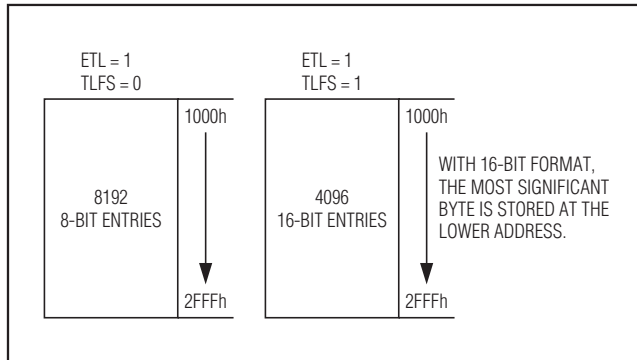 ETL = 1
TLFS = 0
1000h
8192
8-BIT ENTRIES
2FFFh
ETL = 1
TLFS = 1
1000h
4096
16-BIT ENTRIES
2FFFh
WITH 16-BIT FORMAT,
THE MOST SIGNIFICANT
BYTE IS STORED AT THE
LOWER ADDRESS.